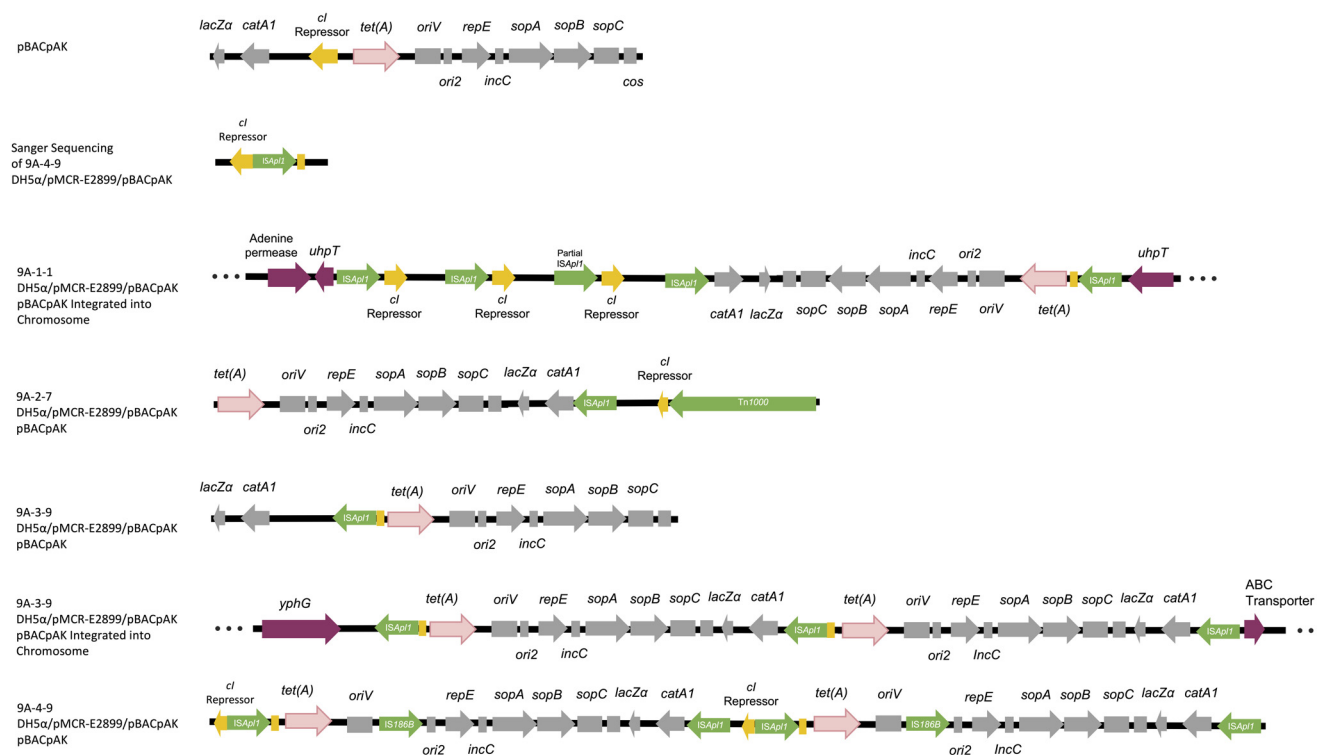 lacZα catA1 cI Repressor tet(A) oriV repE sopA sopB sopC
pBACpAK
ori2 incC cos
cI Repressor
Sanger Sequencing
of 9A-4-9
DH5α/pMCR-E2899/pBACpAK
ISApl1
Adenine permease uhpT Partial ISApl1 incC ori2 uhpT
9A-1-1
DH5α/pMCR-E2899/pBACpAK
pBACpAK Integrated into
Chromosome
ISApl1 ISApl1 ISApl1 ISApl1
cI Repressor cI Repressor cI Repressor catA1 lacZα sopC sopB sopA repE oriV tet(A)
tet(A) oriV repE sopA sopB sopC lacZα catA1 cI Repressor
9A-2-7
DH5α/pMCR-E2899/pBACpAK
pBACpAK
ISApl1 Tn1000
ori2 incC
lacZα catA1 tet(A) oriV repE sopA sopB sopC
9A-3-9
DH5α/pMCR-E2899/pBACpAK
pBACpAK
ISApl1
ori2 incC
yphG tet(A) oriV repE sopA sopB sopC lacZα catA1 tet(A) oriV repE sopA sopB sopC lacZα catA1 ABC Transporter
9A-3-9
DH5α/pMCR-E2899/pBACpAK
pBACpAK Integrated into
Chromosome
ISApl1 ISApl1 ISApl1
ori2 incC ori2 IncC
cI Repressor tet(A) oriV repE sopA sopB sopC lacZα catA1 cI Repressor tet(A) oriV repE sopA sopB sopC lacZα catA1
9A-4-9
DH5α/pMCR-E2899/pBACpAK
pBACpAK
ISApl1 IS186B ISApl1 ISApl1 IS186B ISApl1
ori2 incC ori2 IncC